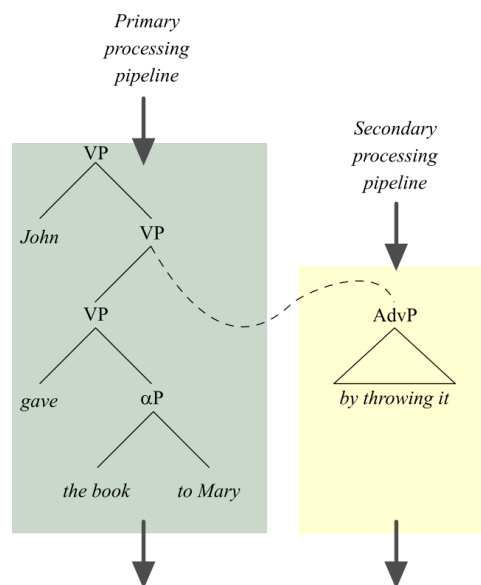 Primary
processing
pipeline
Secondary
processing
pipeline
VP
John
VP
VP
AdvP
gave
αP
by throwing it
the book
to Mary